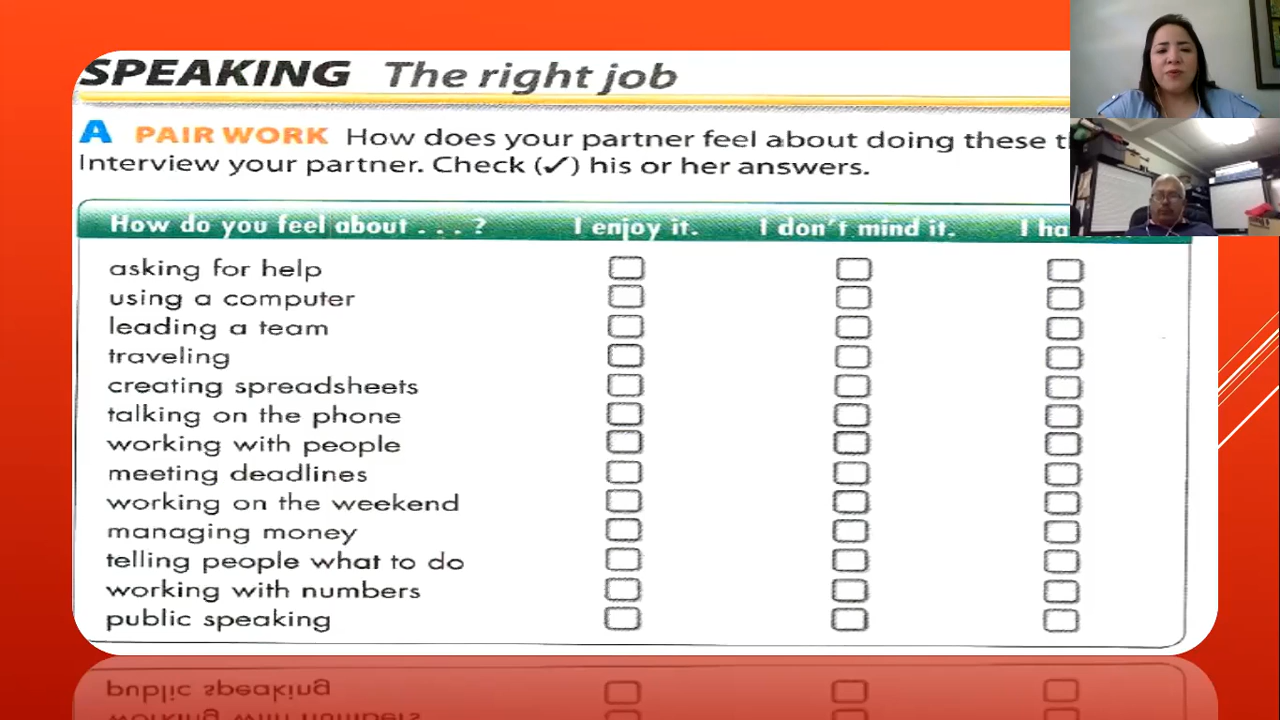 SPEAKING The right job
A PAIR WORK How does your partner feel about doing these
Interview your partner. Check (✓) his or her answers.
How do you feel about . . . ? I enjoy it. I don't mind it. I
asking for help
using a computer
leading a team
traveling
creating spreadsheets
talking on the phone
working with people
meeting deadlines
working on the weekend
managing money
telling people what to do
working with numbers
public speaking
public speaking
working with numbers